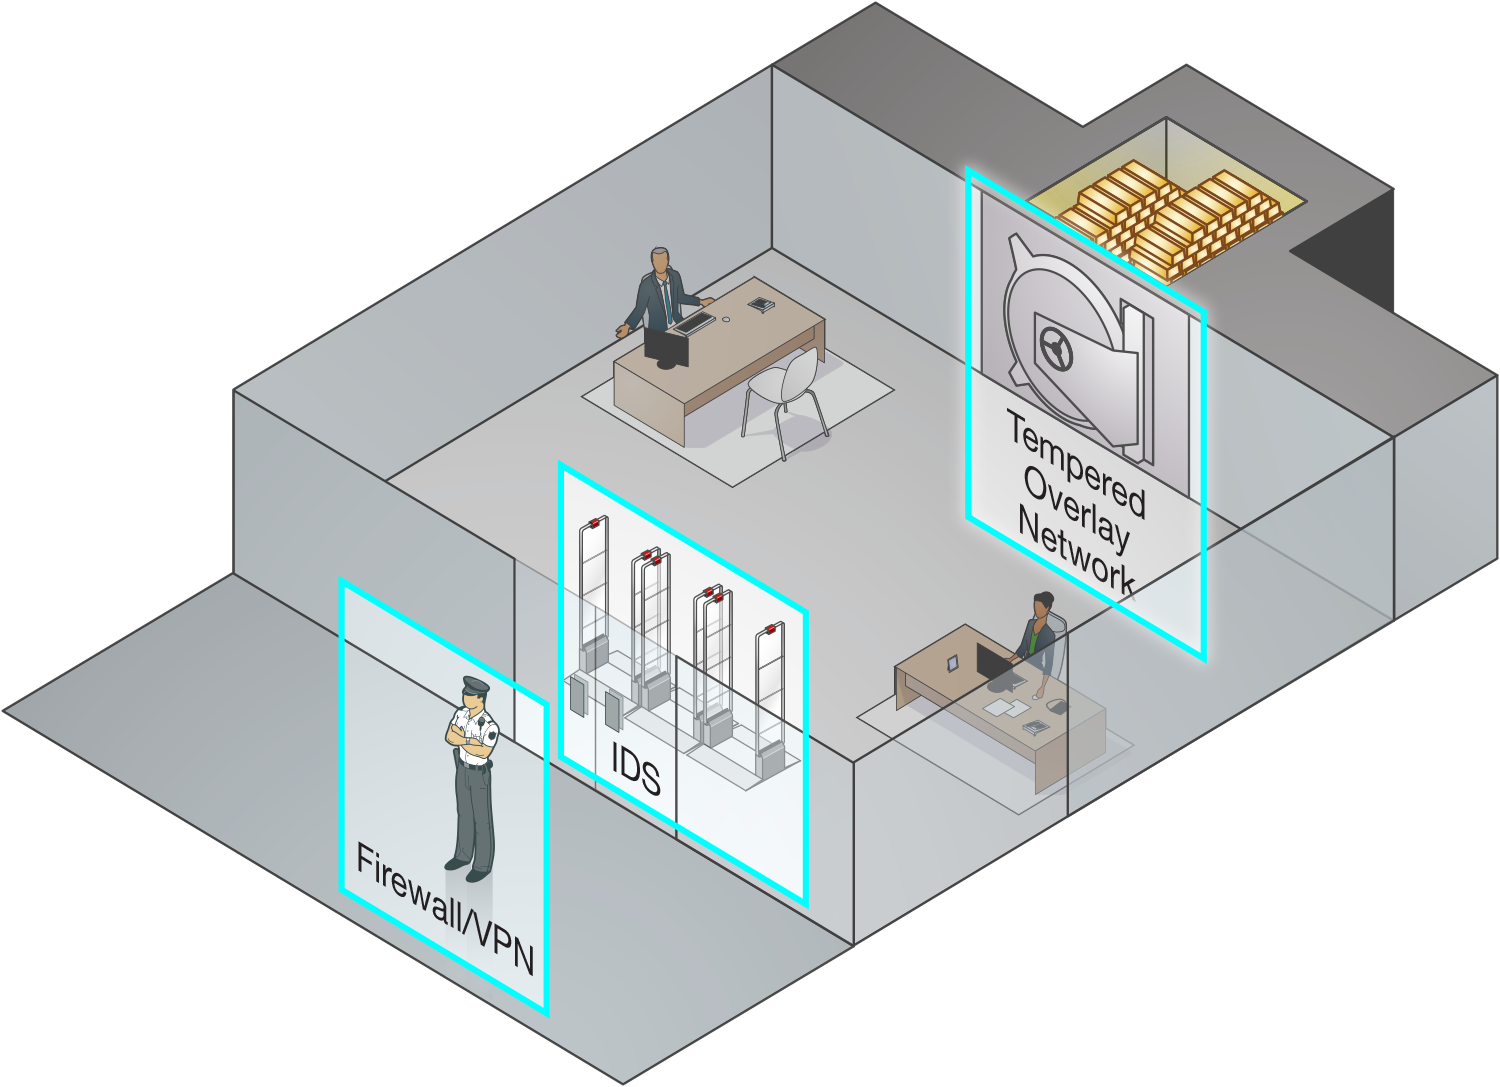 Tempered
Overlay
Network
IDS
Firewall/VPN